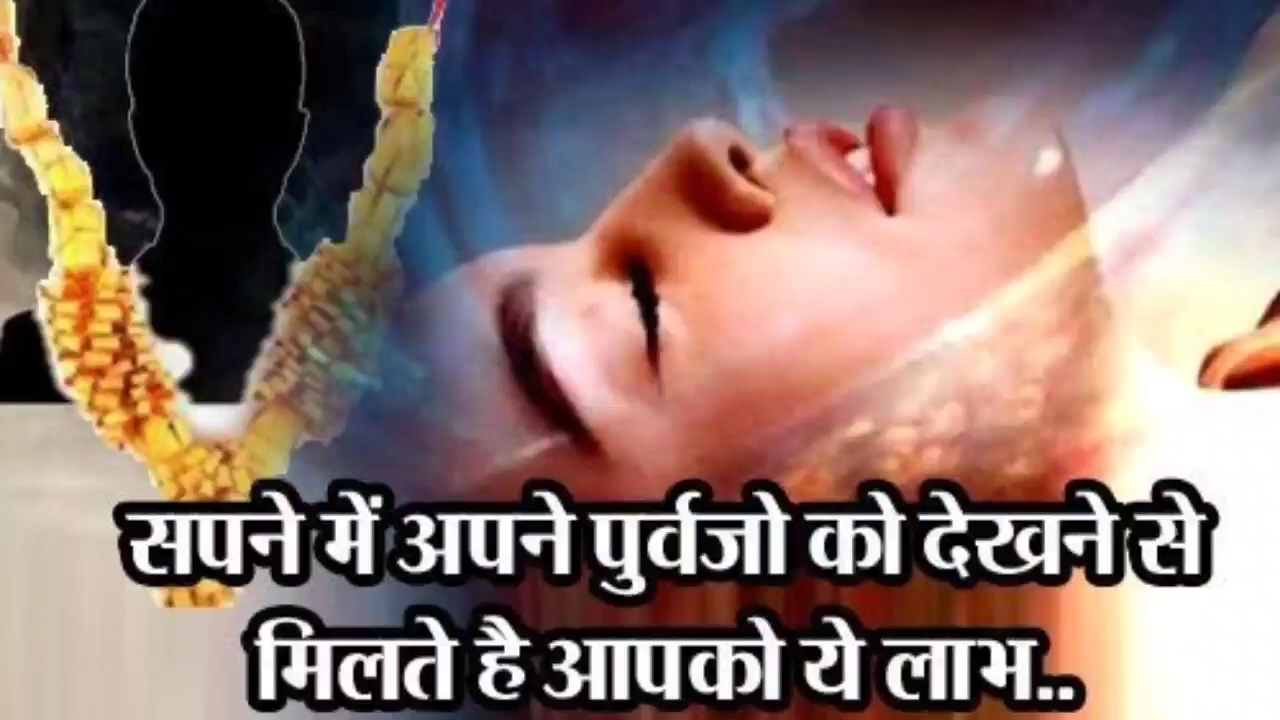 सपने में अपने पुर्वजो को देखने से
मिलते है आपको ये लाभ..